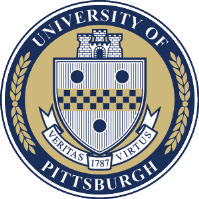 UNIVERSITY OF
VERITAS 1787 VIRTUS
PITTSBURGH